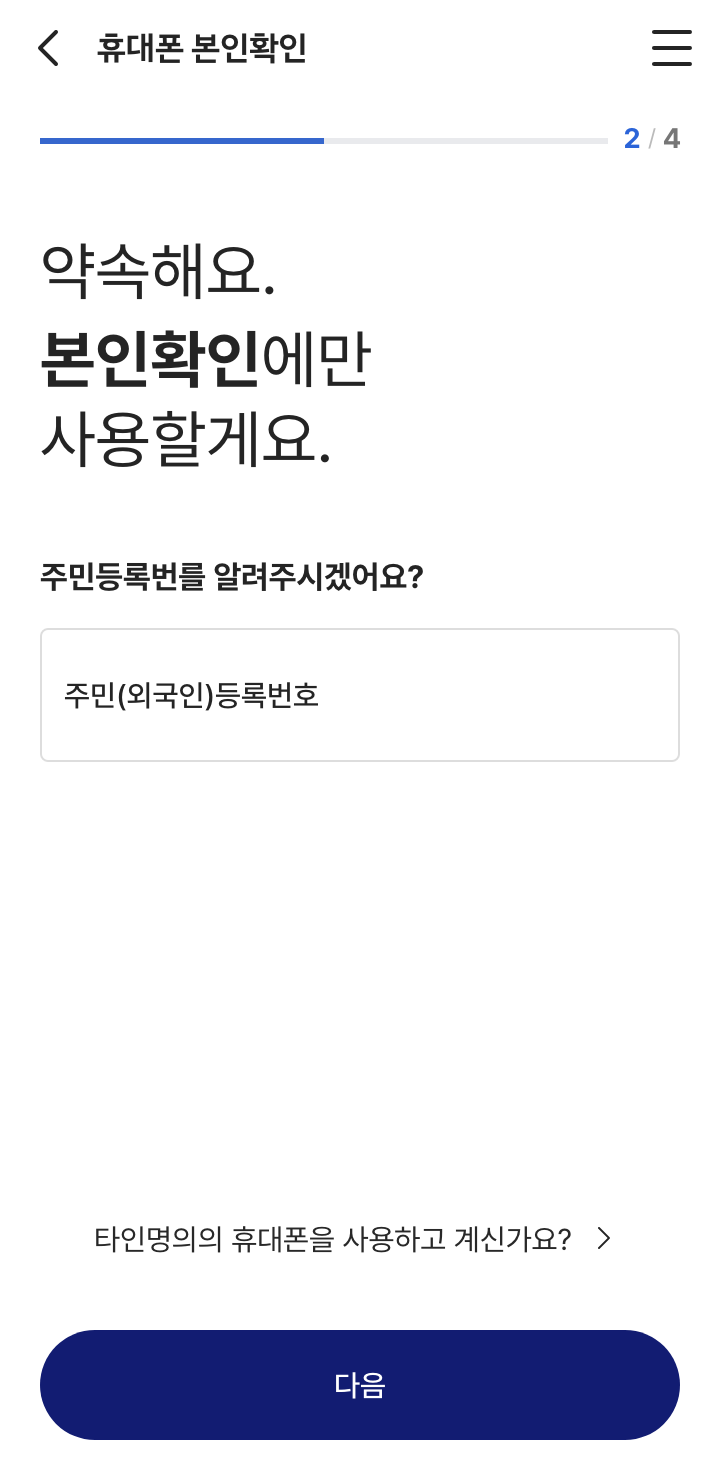 휴대폰 본인확인
2 / 4
약속해요.
본인확인에만
사용할게요.
주민등록번를 알려주시겠어요?
주민(외국인)등록번호
타인명의의 휴대폰을 사용하고 계신가요?
다음